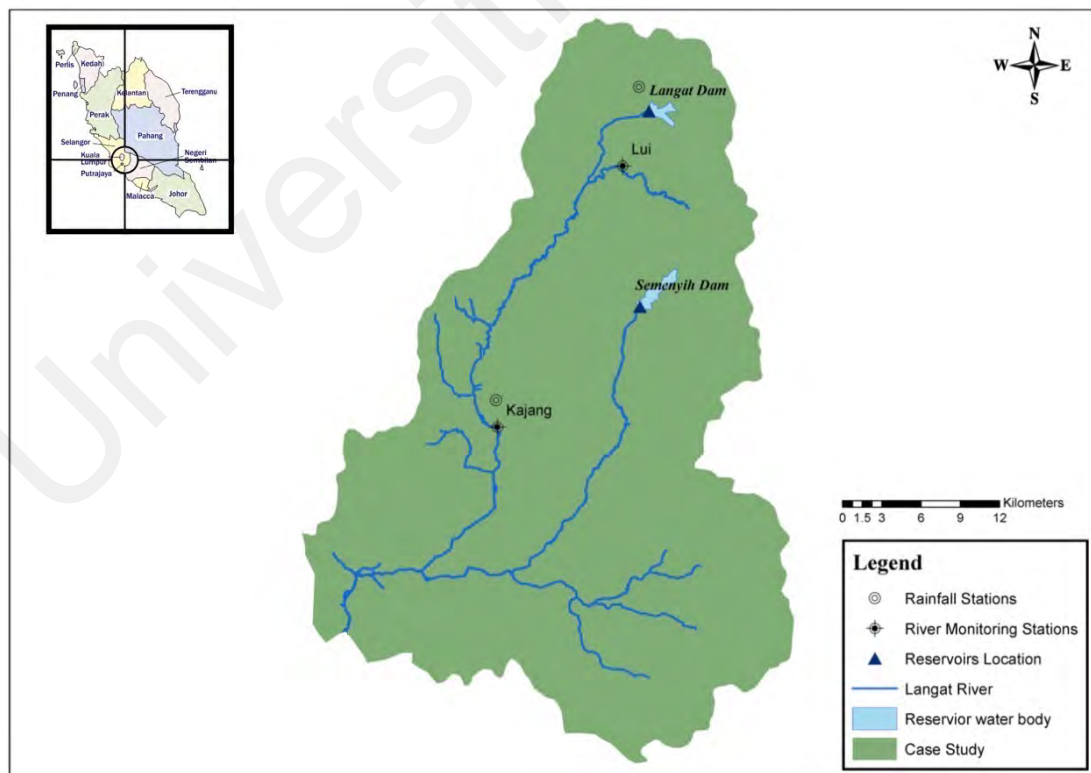 Universit
Perlis
Kedah
Penang
Kelantan
Terengganu
Perak
Pahang
Selangor
Kuala
Lumpur
Negeri
Sembilan
Putrajaya
Malacca
Johor
N
W E
S
Langat Dam
Lui
Semenyih Dam
Kajang
Kilometers
0 1.5 3 6 9 12
Legend
Rainfall Stations
River Monitoring Stations
Reservoirs Location
Langat River
Reservior water body
Case Study